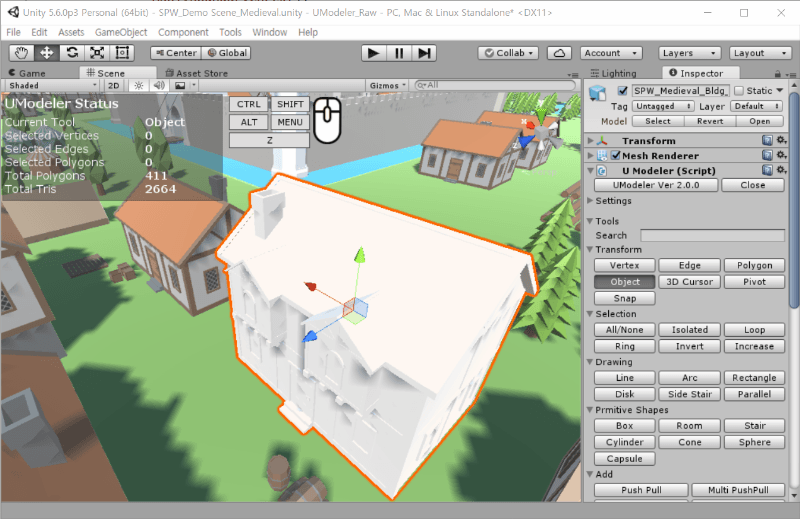 Unity 5.6.0p3 Personal (64bit) - SPW_Demo Scene_Medieval.unity - UModeler_Raw - PC, Mac & Linux Standalone* <DX11>
File Edit Assets GameObject Component Tools Window Help
Center Global Collab Account Layers Layout
Game Scene Asset Store
Shaded 2D Gizmos All
UModeler Status
Current Tool Object
Selected Vertices 0
Selected Edges 0
Selected Polygons 0
Total Polygons 411
Total Tris 2664
CTRL SHIFT
ALT MENU
Z
x
z
Lighting Inspector
SPW_Medieval_Bldg_ Static
Tag Untagged Layer Default
Model Select Revert Open
Transform
Mesh Renderer
U Modeler (Script)
UModeler Ver 2.0.0 Close
Settings
Tools
Search
Transform
Vertex Edge Polygon
Object 3D Cursor Pivot
Snap
Selection
All/None Isolated Loop
Ring Invert Increase
Drawing
Line Arc Rectangle
Disk Side Stair Parallel
Prmitive Shapes
Box Room Stair
Cylinder Cone Sphere
Capsule
Add
Push Pull Multi PushPull